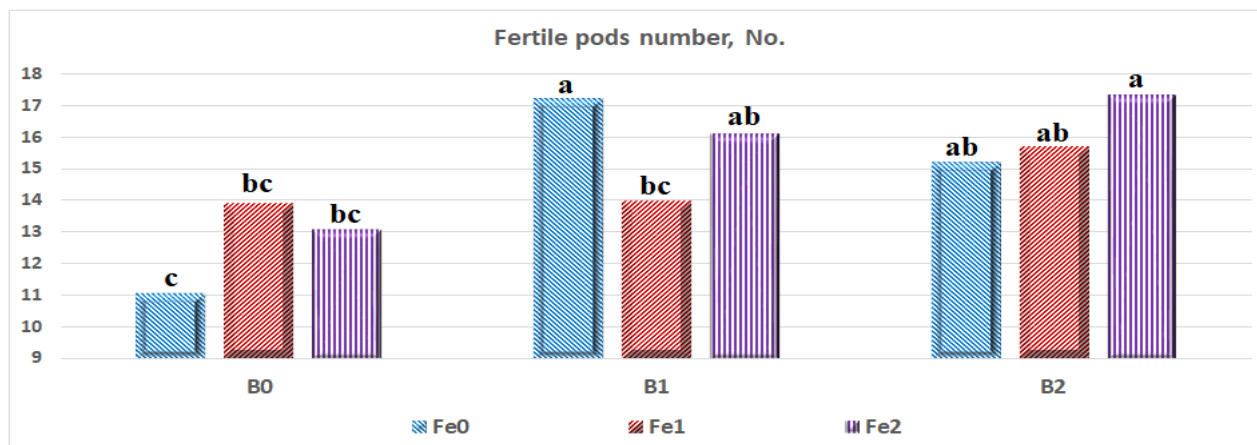 Fertile pods number, No.
18
17
16
15
14
13
12
11
10
9
c
bc
bc
a
bc
ab
ab
ab
a
B0
B1
B2
Fe0
Fe1
Fe2